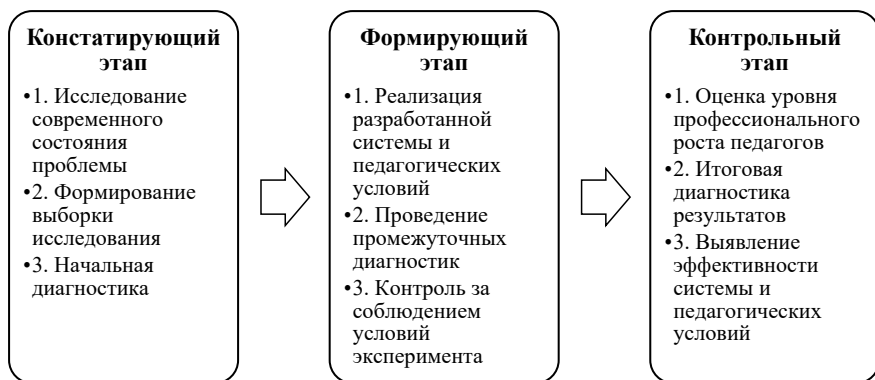 Констатирующий
этап
•1. Исследование
современного
состояния
проблемы
•2. Формирование
выборки
исследования
•3. Начальная
диагностика
Формирующий
этап
•1. Реализация
разработанной
системы и
педагогических
условий
•2. Проведение
промежуточных
диагностик
•3. Контроль за
соблюдением
условий
эксперимента
Контрольный
этап
•1. Оценка уровня
профессионального
роста педагогов
•2. Итоговая
диагностика
результатов
•3. Выявление
эффективности
системы и
педагогических
условий